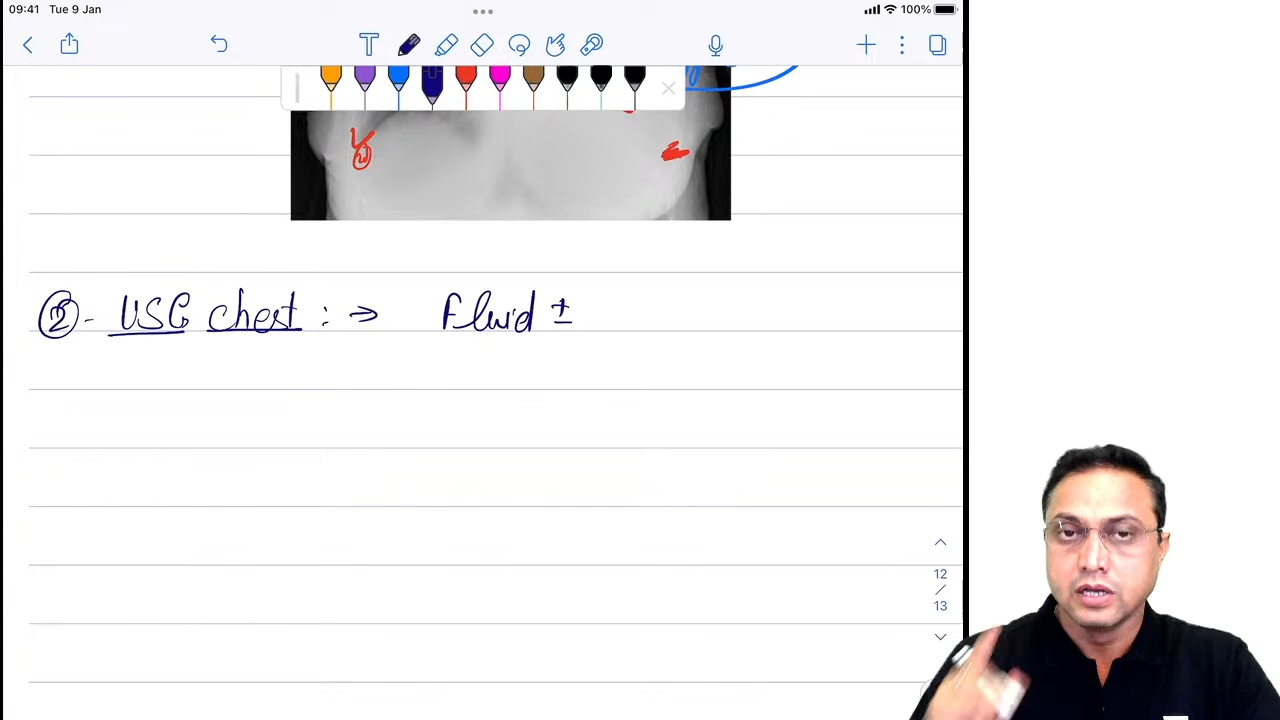 09:41 Tue 9 Jan
100%
T
② - USG chest : → Fluid ±
12
/
13